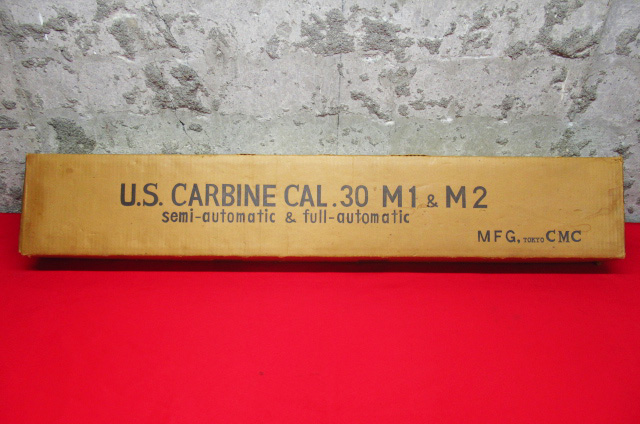 U.S. CARBINE CAL.30 M1 & M2
semi-automatic & full-automatic
MFG. TOKYO CMC